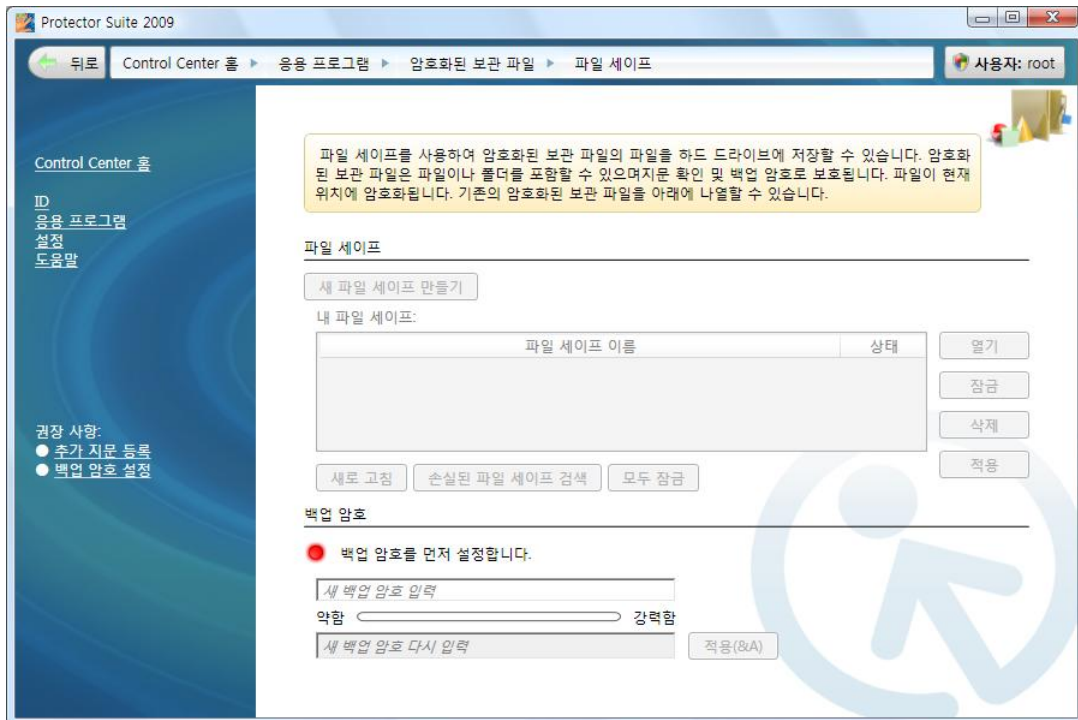 Protector Suite 2009
뒤로 Control Center 홈 응용 프로그램 암호화된 보관 파일 파일 세이프 사용자: root
Control Center 홈
ID
응용 프로그램
설정
도움말
권장 사항:
추가 지문 등록
백업 암호 설정
파일 세이프를 사용하여 암호화된 보관 파일의 파일을 하드 드라이브에 저장할 수 있습니다. 암호화
된 보관 파일은 파일이나 폴더를 포함할 수 있으며지문 확인 및 백업 암호로 보호됩니다. 파일이 현재
위치에 암호화됩니다. 기존의 암호화된 보관 파일을 아래에 나열할 수 있습니다.
파일 세이프
새 파일 세이프 만들기
내 파일 세이프:
파일 세이프 이름 상태
열기
잠금
삭제
적용
새로 고침 손실된 파일 세이프 검색 모두 잠금
백업 암호
백업 암호를 먼저 설정합니다.
새 백업 암호 입력
약함 강력함
새 백업 암호 다시 입력 적용(&A)